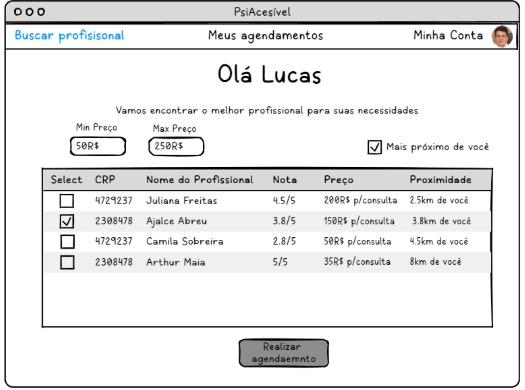 PsiAcesível
Buscar profisisonal Meus agendamentos Minha Conta
Olá Lucas
Vamos encontrar o melhor profissional para suas necessidades
Min Preço Max Preço
50R$ 250R$ Mais próximo de você
Select CRP Nome do Profissional Nota Preço Proximidade
4729237 Juliana Freitas 4.5/5 200R$ p/consulta 2.5km de você
2308478 Ajalce Abreu 3.8/5 150R$ p/consulta 3.8km de você
4729237 Camila Sobreira 2.8/5 50R$ p/consulta 4.5km de você
2308478 Arthur Maia 5/5 35R$ p/consulta 8km de você
Realizar
agendaemnto